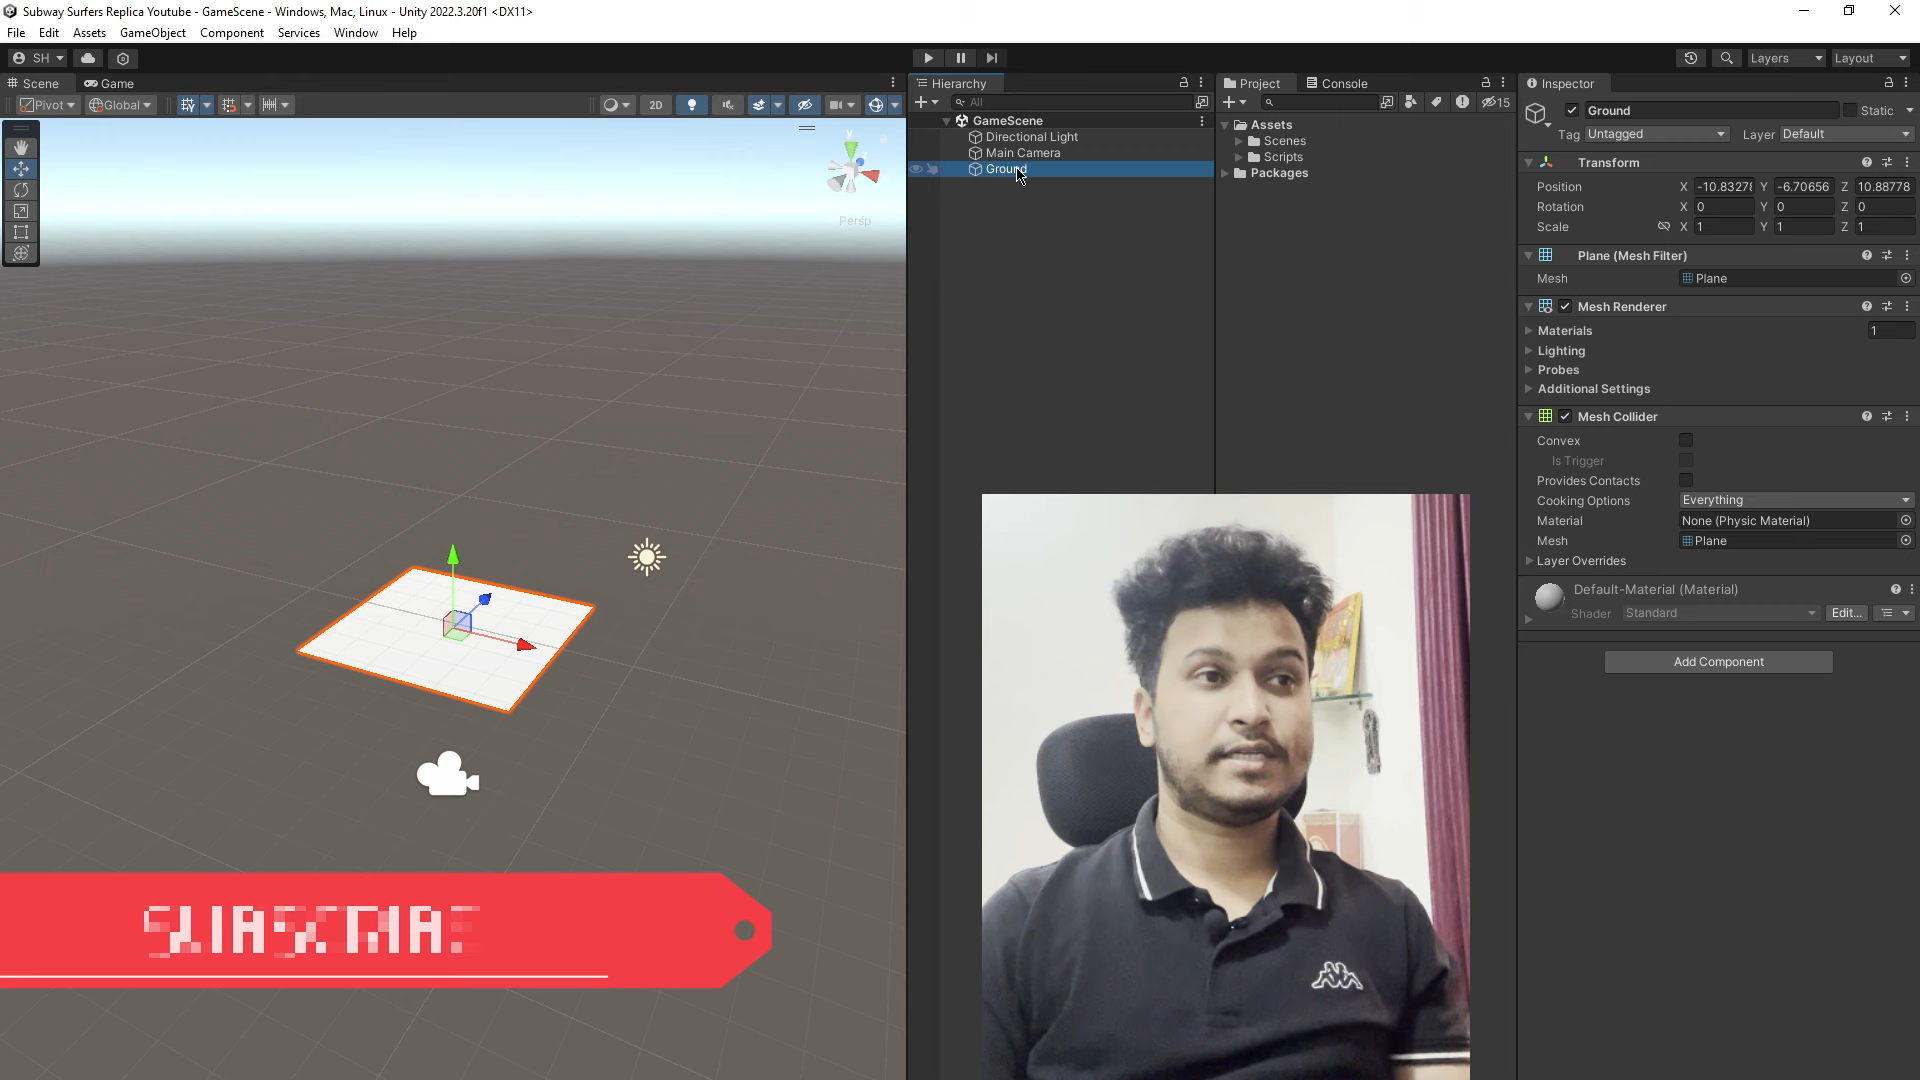 Subway Surfers Replica Youtube - GameScene - Windows, Mac, Linux - Unity 2022.3.20f1 <DX11>
File Edit Assets GameObject Component Services Window Help
SH Layers Layout
Scene Game
Pivot Global 2D
y
Persp
Hierarchy
All
GameScene
Directional Light
Main Camera
Ground
Project Console
15
Assets
Scenes
Scripts
Packages
Inspector
Ground Static
Tag Untagged Layer Default
Transform
Position X -10.8327 Y -6.70656 Z 10.88778
Rotation X 0 Y 0 Z 0
Scale X 1 Y 1 Z 1
Plane (Mesh Filter)
Mesh Plane
Mesh Renderer
Materials 1
Lighting
Probes
Additional Settings
Mesh Collider
Convex
Is Trigger
Provides Contacts
Cooking Options Everything
Material None (Physic Material)
Mesh Plane
Layer Overrides
Default-Material (Material)
Shader Standard Edit...
Add Component